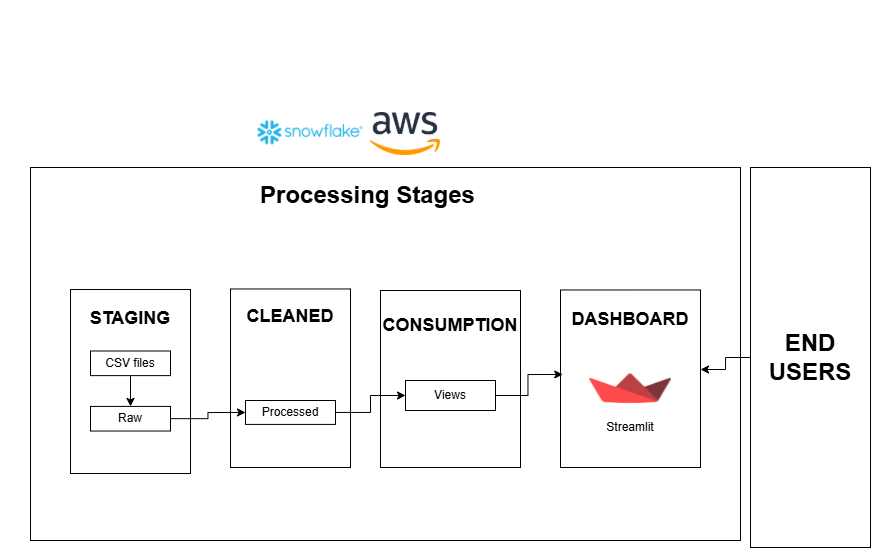 snowflake®
aws
Processing Stages
STAGING
CSV files
Raw
CLEANED
Processed
CONSUMPTION
Views
DASHBOARD
Streamlit
END
USERS